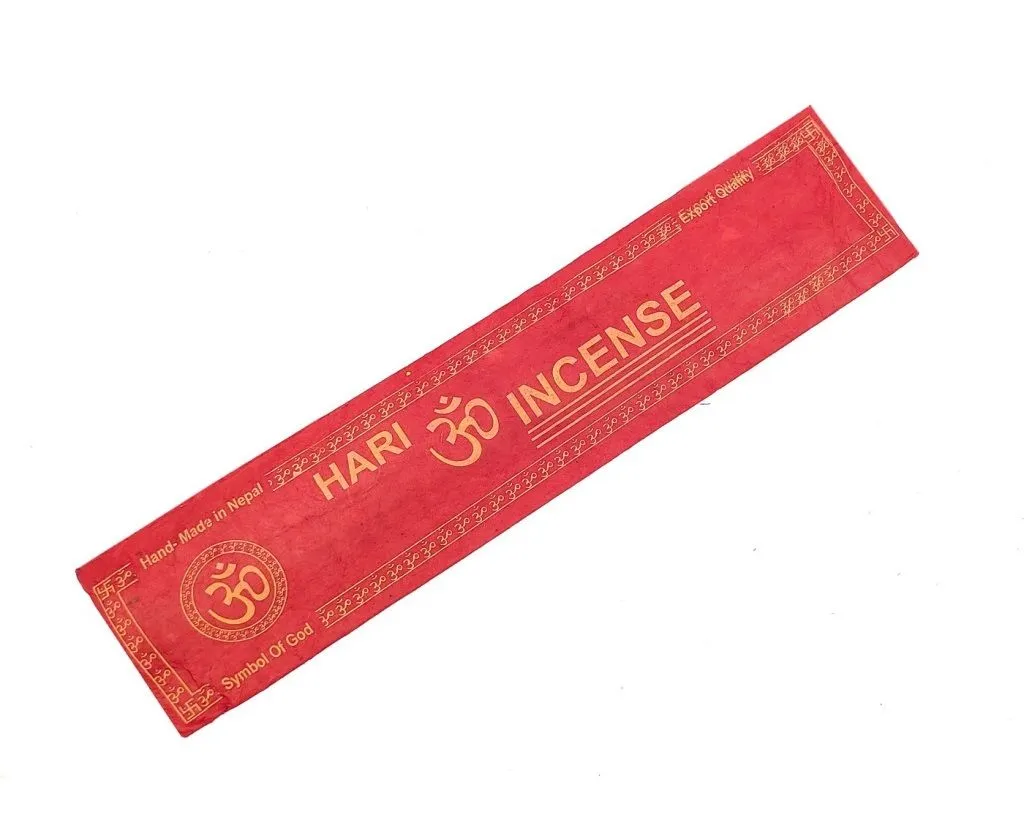 Hand- Made in Nepal
Export Quality
HARI ॐ INCENSE
ॐ
Symbol Of God